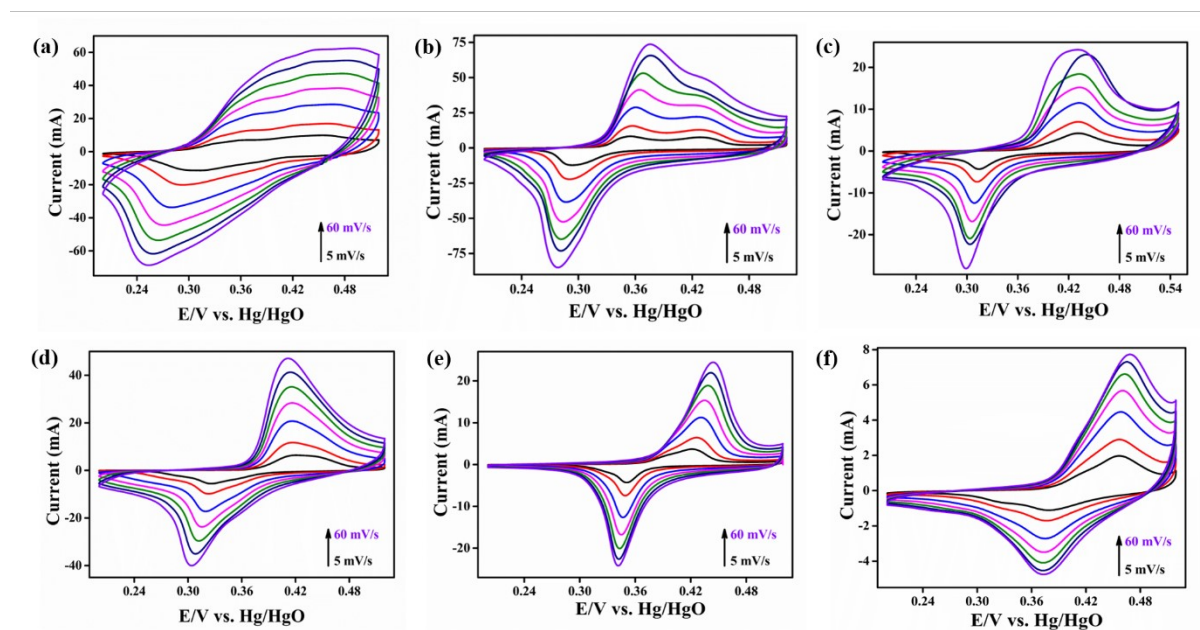 (a)
60
40
20
0
-20
-40
-60
Current (mA)
0.24 0.30 0.36 0.42 0.48
E/V vs. Hg/HgO
60 mV/s
5 mV/s
(b)
75
50
25
0
-25
-50
-75
Current (mA)
0.24 0.30 0.36 0.42 0.48
E/V vs. Hg/HgO
60 mV/s
5 mV/s
(c)
20
10
0
-10
-20
Current (mA)
0.24 0.30 0.36 0.42 0.48 0.54
E/V vs. Hg/HgO
60 mV/s
5 mV/s
(d)
40
20
0
-20
-40
Current (mA)
0.24 0.30 0.36 0.42 0.48
E/V vs. Hg/HgO
60 mV/s
5 mV/s
(e)
20
10
0
-10
-20
Current (mA)
0.24 0.30 0.36 0.42 0.48
E/V vs. Hg/HgO
60 mV/s
5 mV/s
(f)
8
6
4
2
0
-2
-4
Current (mA)
0.24 0.30 0.36 0.42 0.48
E/V vs. Hg/HgO
60 mV/s
5 mV/s